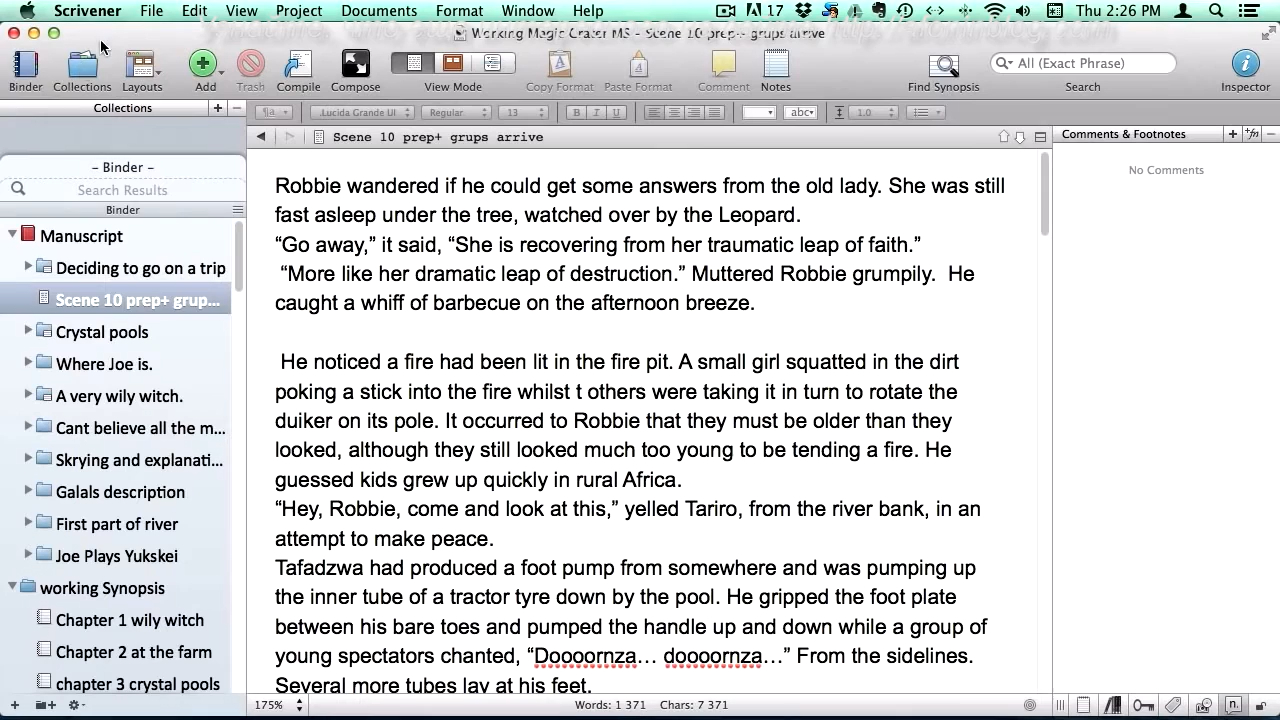 Scrivener File Edit View Project Documents Format Window Help 17 Thu 2:26 PM
Working Magic Crater MS - Scene 10 prep+ grups arrive
Binder Collections Layouts Add Trash Compile Compose View Mode Copy Format Paste Format Comment Notes Find Synopsis Search Inspector
All (Exact Phrase)
Collections + −
¶a Lucida Grande UI Regular 13 B I U abc 1.0
Scene 10 prep+ grups arrive
Comments & Footnotes + fn −
No Comments
– Binder –
Search Results
Binder
Manuscript
Deciding to go on a trip
Scene 10 prep+ grup...
Crystal pools
Where Joe is.
A very wily witch.
Cant believe all the m...
Skrying and explanati...
Galals description
First part of river
Joe Plays Yukskei
working Synopsis
Chapter 1 wily witch
Chapter 2 at the farm
chapter 3 crystal pools
Robbie wandered if he could get some answers from the old lady. She was still
fast asleep under the tree, watched over by the Leopard.
“Go away,” it said, “She is recovering from her traumatic leap of faith.”
“More like her dramatic leap of destruction.” Muttered Robbie grumpily.  He
caught a whiff of barbecue on the afternoon breeze.
He noticed a fire had been lit in the fire pit. A small girl squatted in the dirt
poking a stick into the fire whilst t others were taking it in turn to rotate the
duiker on its pole. It occurred to Robbie that they must be older than they
looked, although they still looked much too young to be tending a fire. He
guessed kids grew up quickly in rural Africa.
“Hey, Robbie, come and look at this,” yelled Tariro, from the river bank, in an
attempt to make peace.
Tafadzwa had produced a foot pump from somewhere and was pumping up
the inner tube of a tractor tyre down by the pool. He gripped the foot plate
between his bare toes and pumped the handle up and down while a group of
young spectators chanted, “Doooornza… doooornza…” From the sidelines.
Several more tubes lay at his feet.
175% Words: 1 371 Chars: 7 371